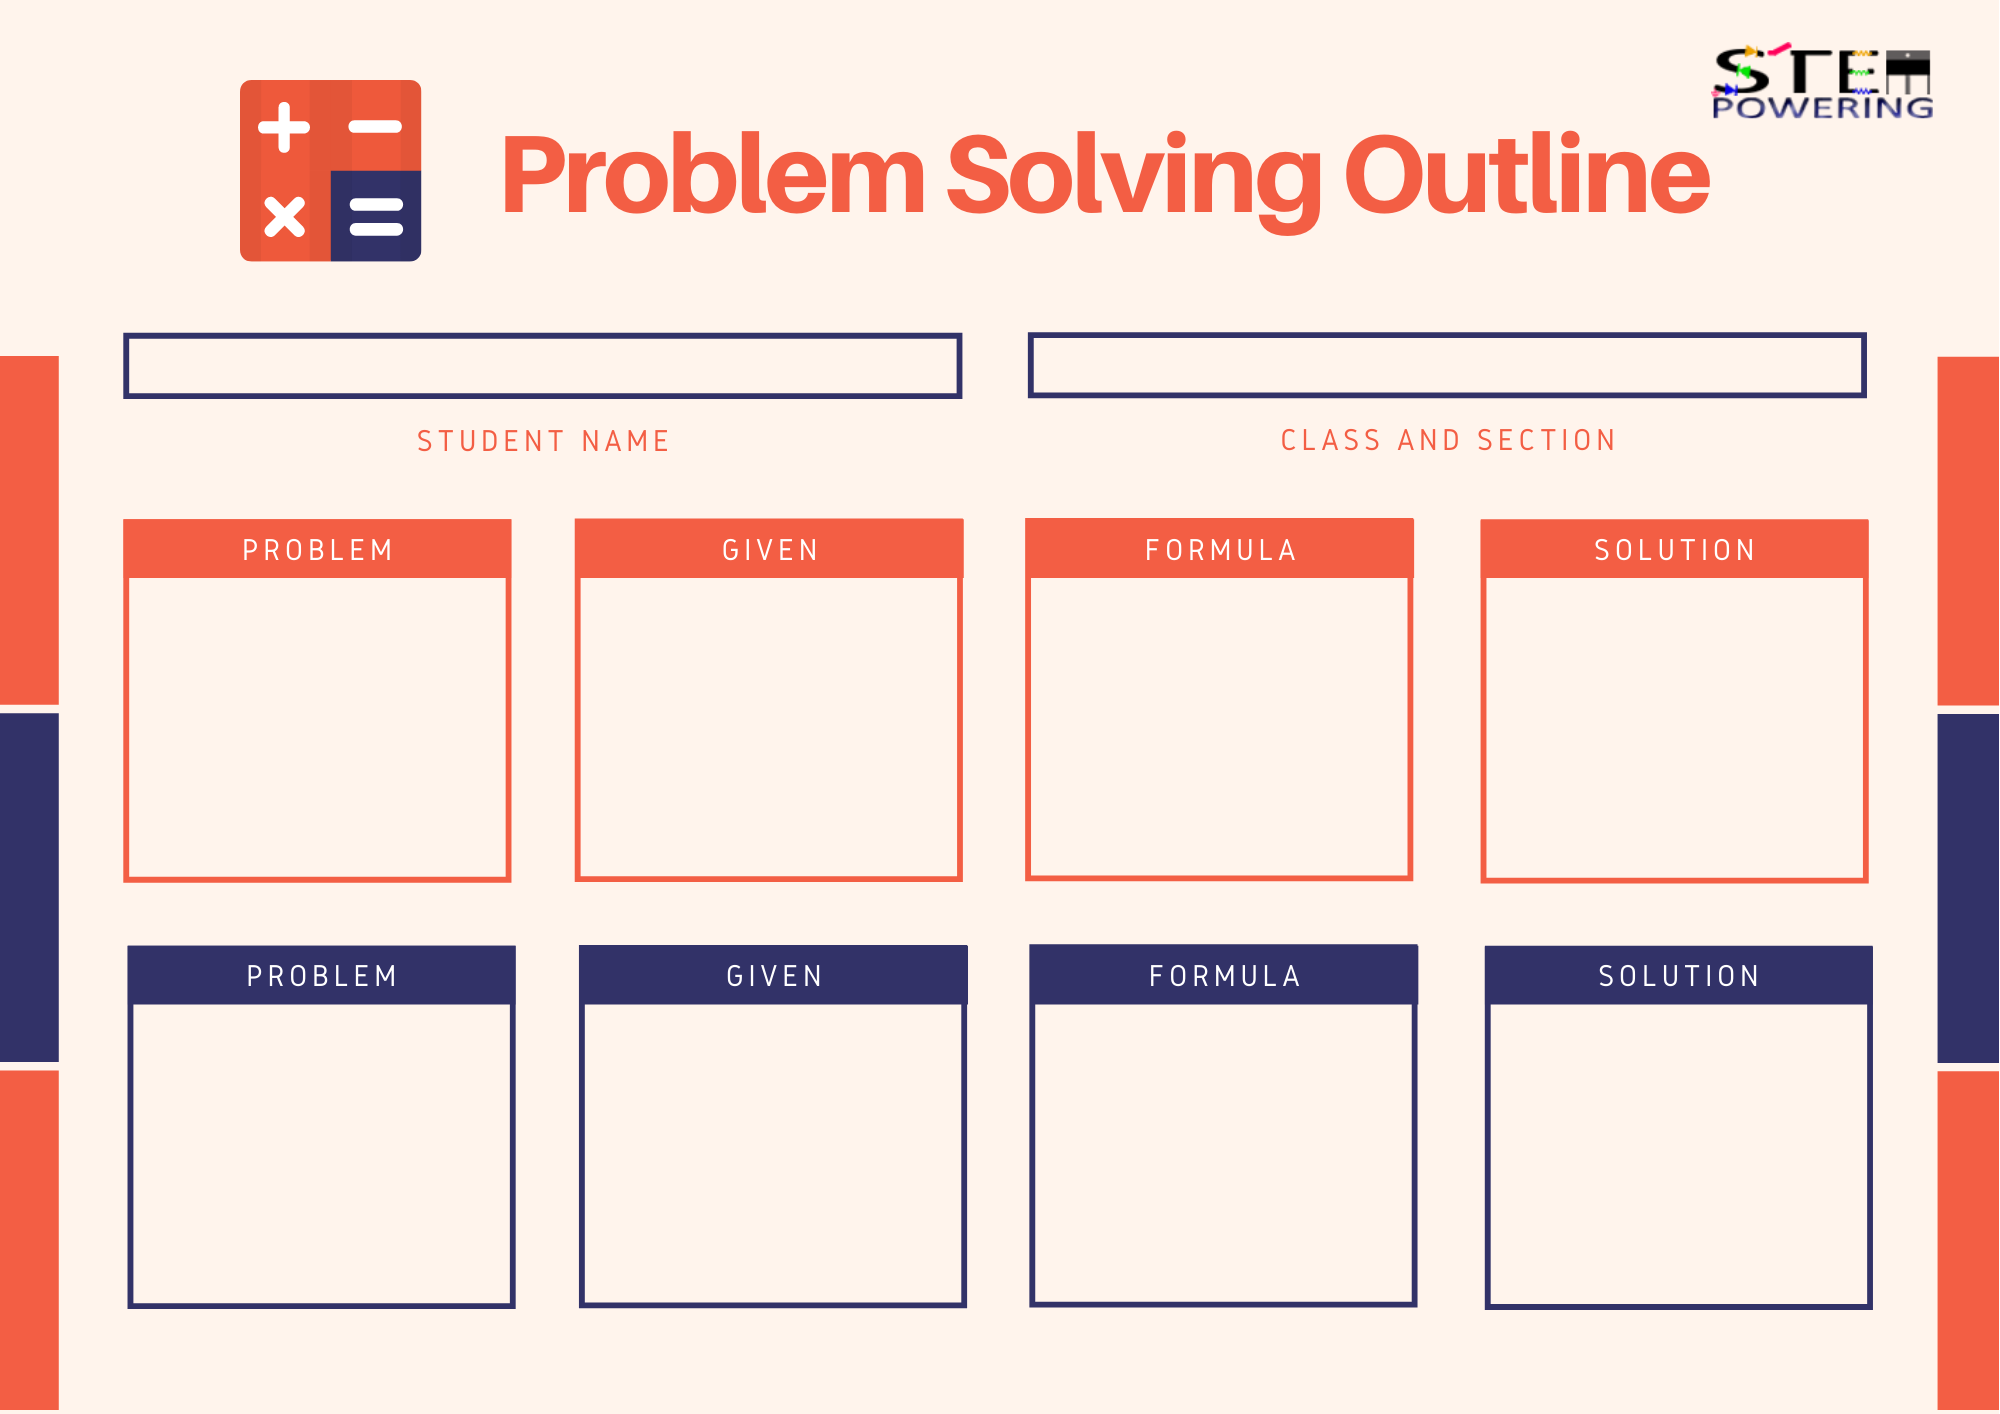 STEM
POWERING
Problem Solving Outline
STUDENT NAME
CLASS AND SECTION
PROBLEM
GIVEN
FORMULA
SOLUTION
PROBLEM
GIVEN
FORMULA
SOLUTION